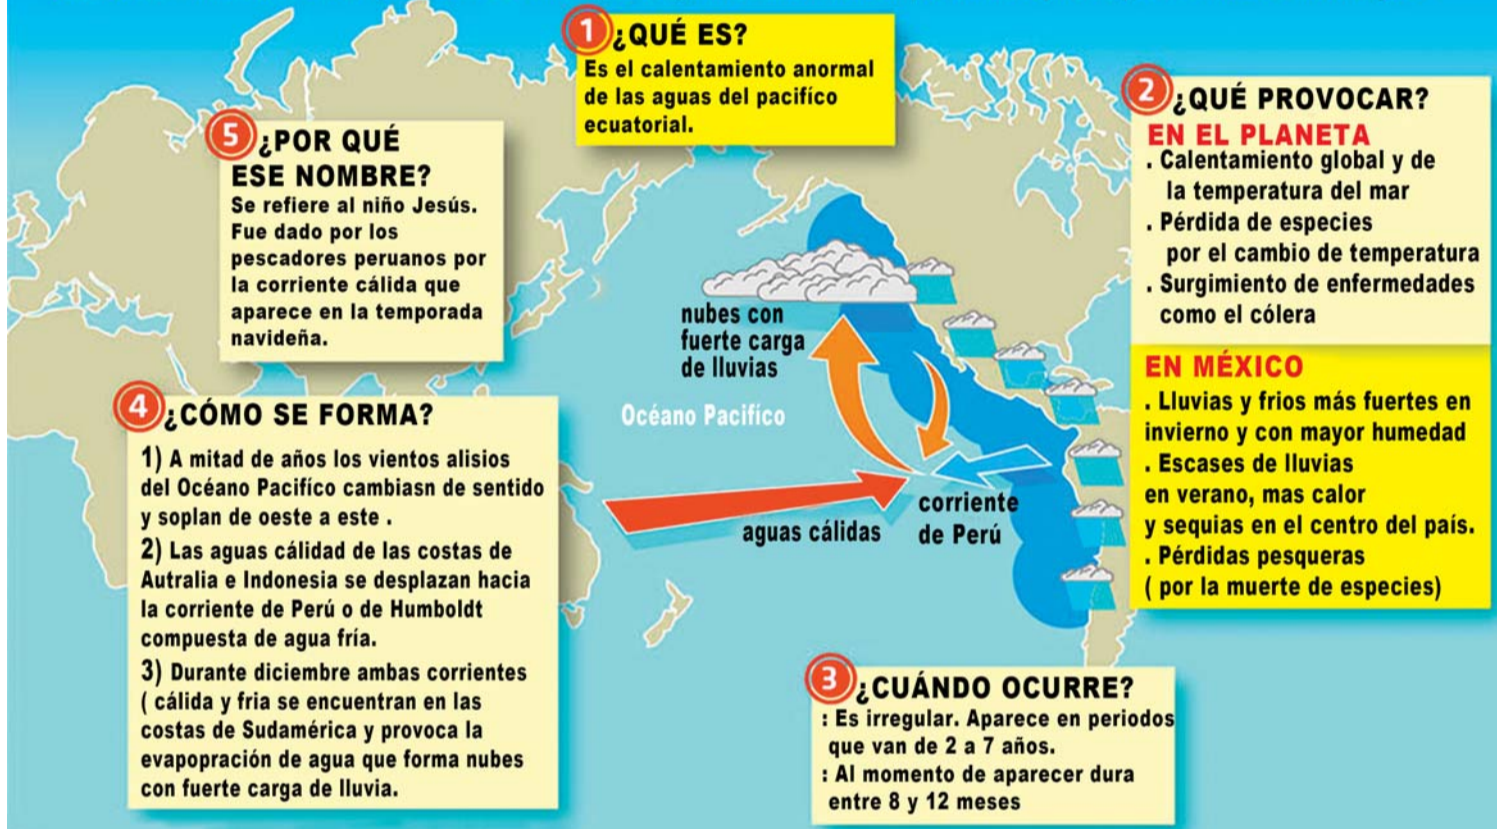 1 ¿QUÉ ES?
Es el calentamiento anormal
de las aguas del pacifíco
ecuatorial.
2 ¿QUÉ PROVOCAR?
EN EL PLANETA
. Calentamiento global y de
la temperatura del mar
. Pérdida de especies
por el cambio de temperatura
. Surgimiento de enfermedades
como el cólera
EN MÉXICO
. Lluvias y frios más fuertes en
invierno y con mayor humedad
. Escases de lluvias
en verano, mas calor
y sequias en el centro del país.
. Pérdidas pesqueras
( por la muerte de especies)
3 ¿CUÁNDO OCURRE?
: Es irregular. Aparece en periodos
que van de 2 a 7 años.
: Al momento de aparecer dura
entre 8 y 12 meses
4 ¿CÓMO SE FORMA?
1) A mitad de años los vientos alisios
del Océano Pacifíco cambiasn de sentido
y soplan de oeste a este .
2) Las aguas cálidad de las costas de
Autralia e Indonesia se desplazan hacia
la corriente de Perú o de Humboldt
compuesta de agua fría.
3) Durante diciembre ambas corrientes
( cálida y fria se encuentran en las
costas de Sudamérica y provoca la
evapopración de agua que forma nubes
con fuerte carga de lluvia.
5 ¿POR QUÉ
ESE NOMBRE?
Se refiere al niño Jesús.
Fue dado por los
pescadores peruanos por
la corriente cálida que
aparece en la temporada
navideña.
nubes con
fuerte carga
de lluvias
Océano Pacifíco
aguas cálidas
corriente
de Perú